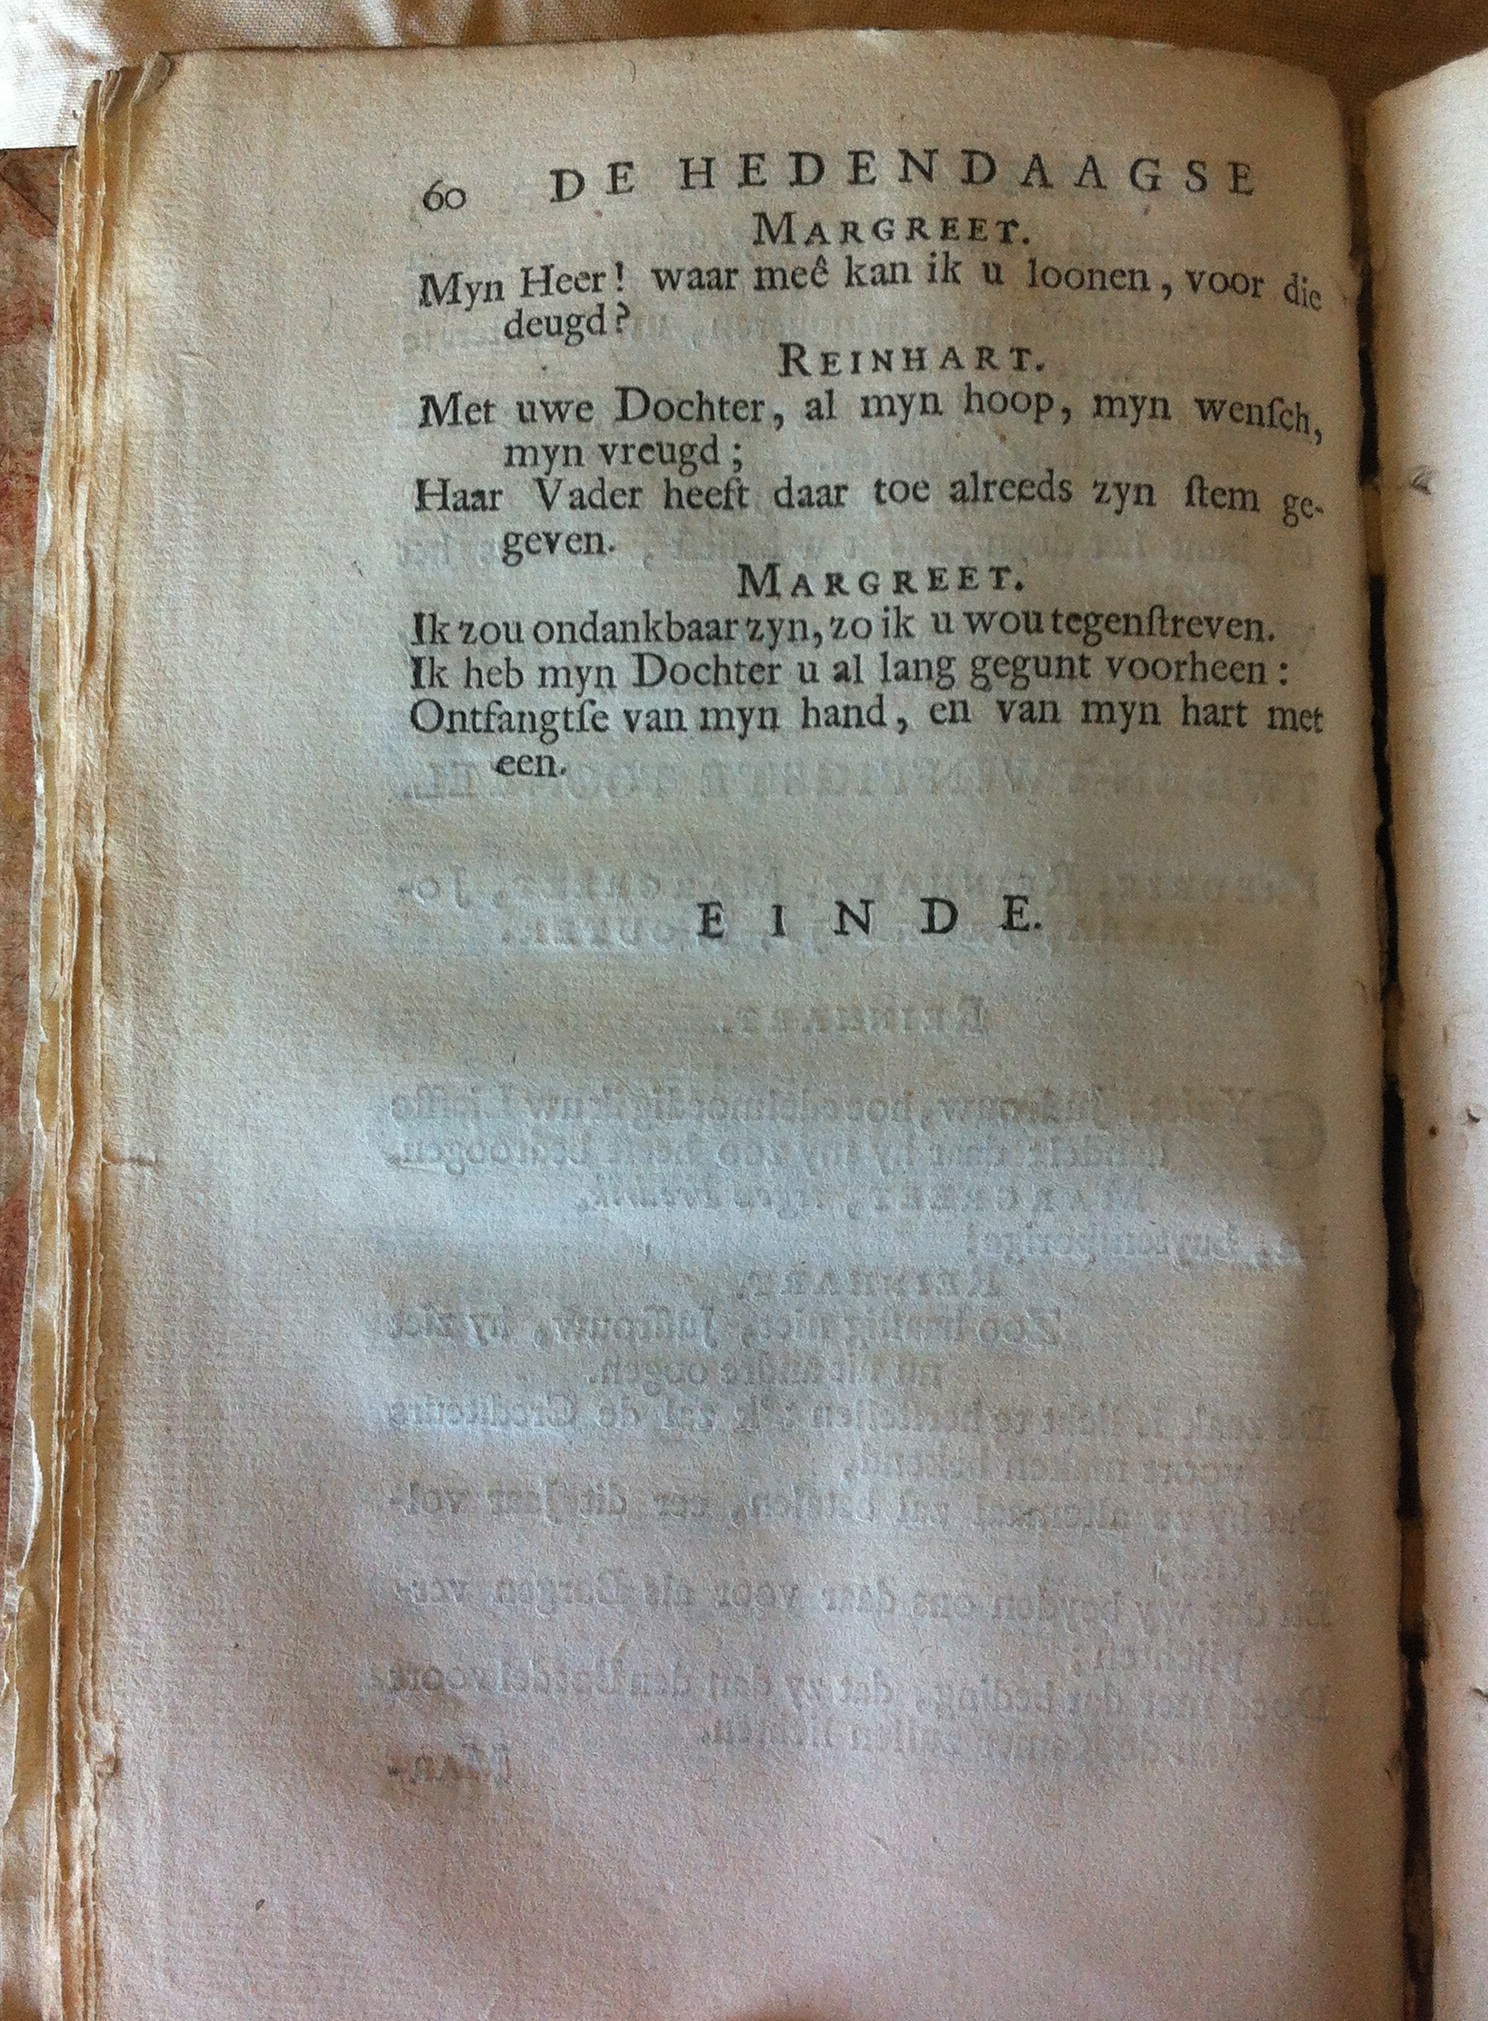 60 DE HEDENDAAGSE
MARGREET.
Myn Heer! waar meê kan ik u loonen, voor die
deugd?
REINHART.
Met uwe Dochter, al myn hoop, myn wenſch,
myn vreugd;
Haar Vader heeft daar toe alreeds zyn ſtem ge-
geven.
MARGREET.
Ik zou ondankbaar zyn, zo ik u wou tegenſtreven.
Ik heb myn Dochter u al lang gegunt voorheen:
Ontfangtſe van myn hand, en van myn hart met
een.
EINDE.